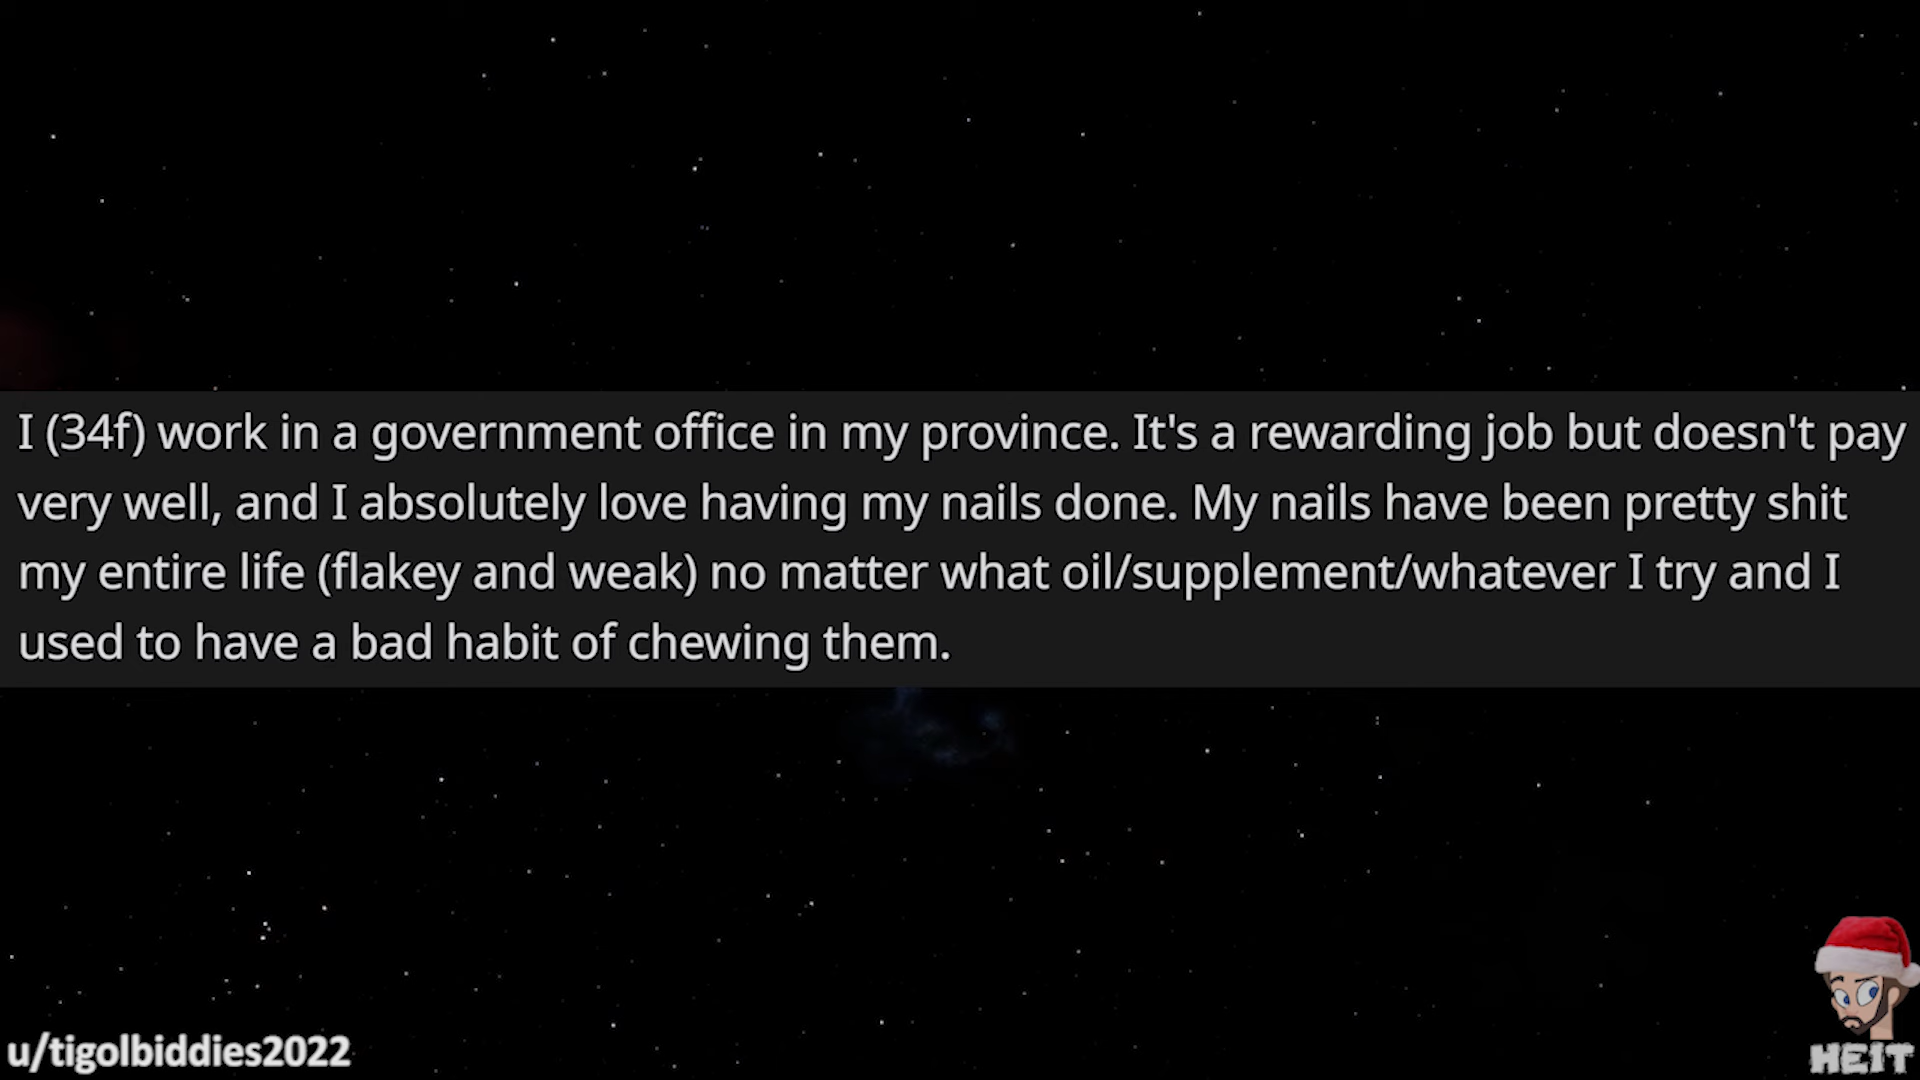 I (34f) work in a government office in my province. It's a rewarding job but doesn't pay
very well, and I absolutely love having my nails done. My nails have been pretty shit
my entire life (flakey and weak) no matter what oil/supplement/whatever I try and I
used to have a bad habit of chewing them.
u/tigolbiddies2022
HEIT